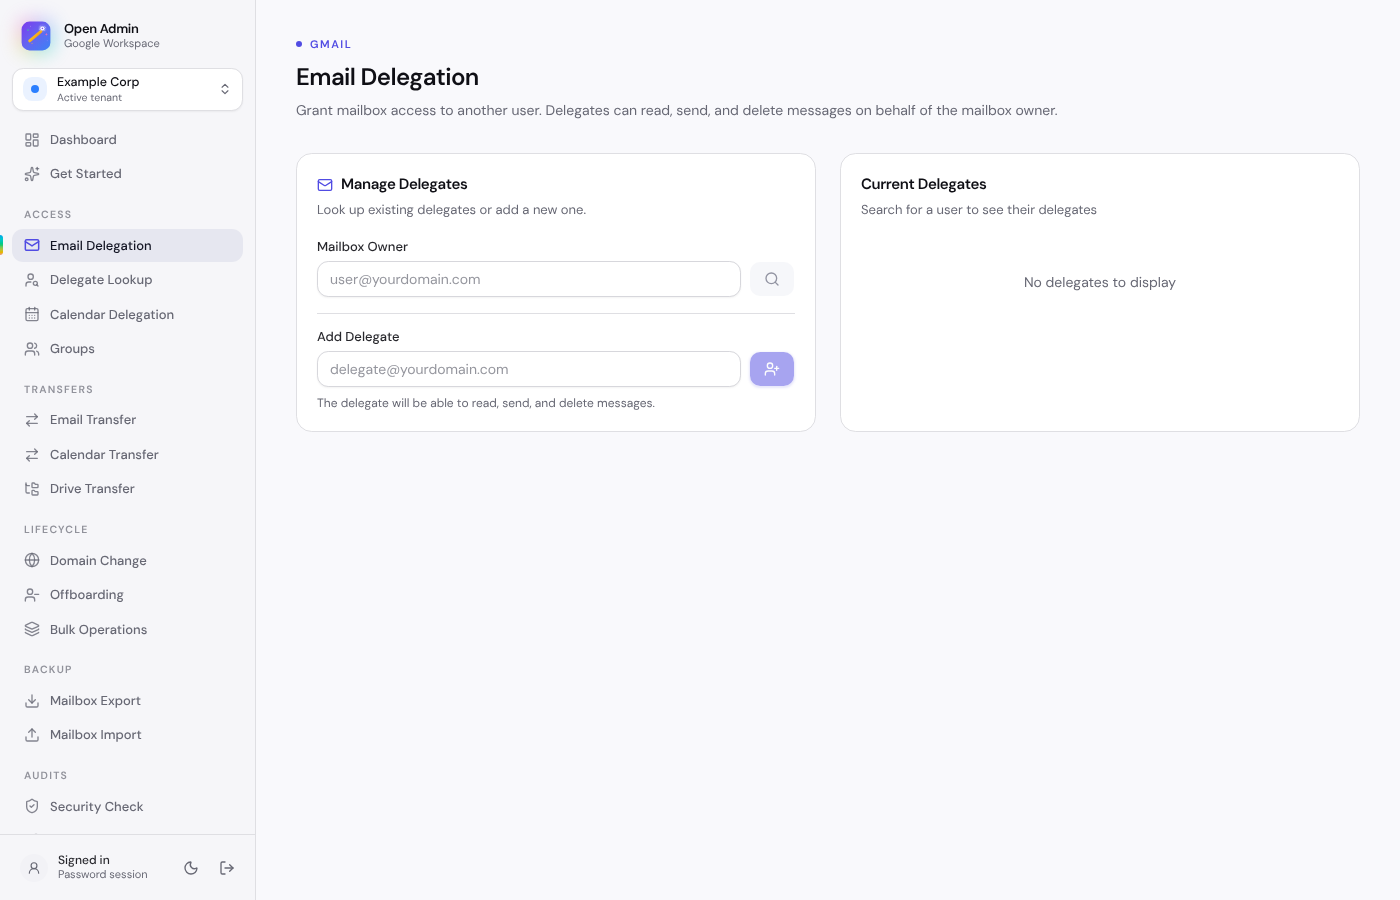 Open Admin
Google Workspace
Example Corp
Active tenant
Dashboard
Get Started
ACCESS
Email Delegation
Delegate Lookup
Calendar Delegation
Groups
TRANSFERS
Email Transfer
Calendar Transfer
Drive Transfer
LIFECYCLE
Domain Change
Offboarding
Bulk Operations
BACKUP
Mailbox Export
Mailbox Import
AUDITS
Security Check
Signed in
Password session
GMAIL
Email Delegation
Grant mailbox access to another user. Delegates can read, send, and delete messages on behalf of the mailbox owner.
Manage Delegates
Look up existing delegates or add a new one.
Mailbox Owner
user@yourdomain.com
Add Delegate
delegate@yourdomain.com
The delegate will be able to read, send, and delete messages.
Current Delegates
Search for a user to see their delegates
No delegates to display